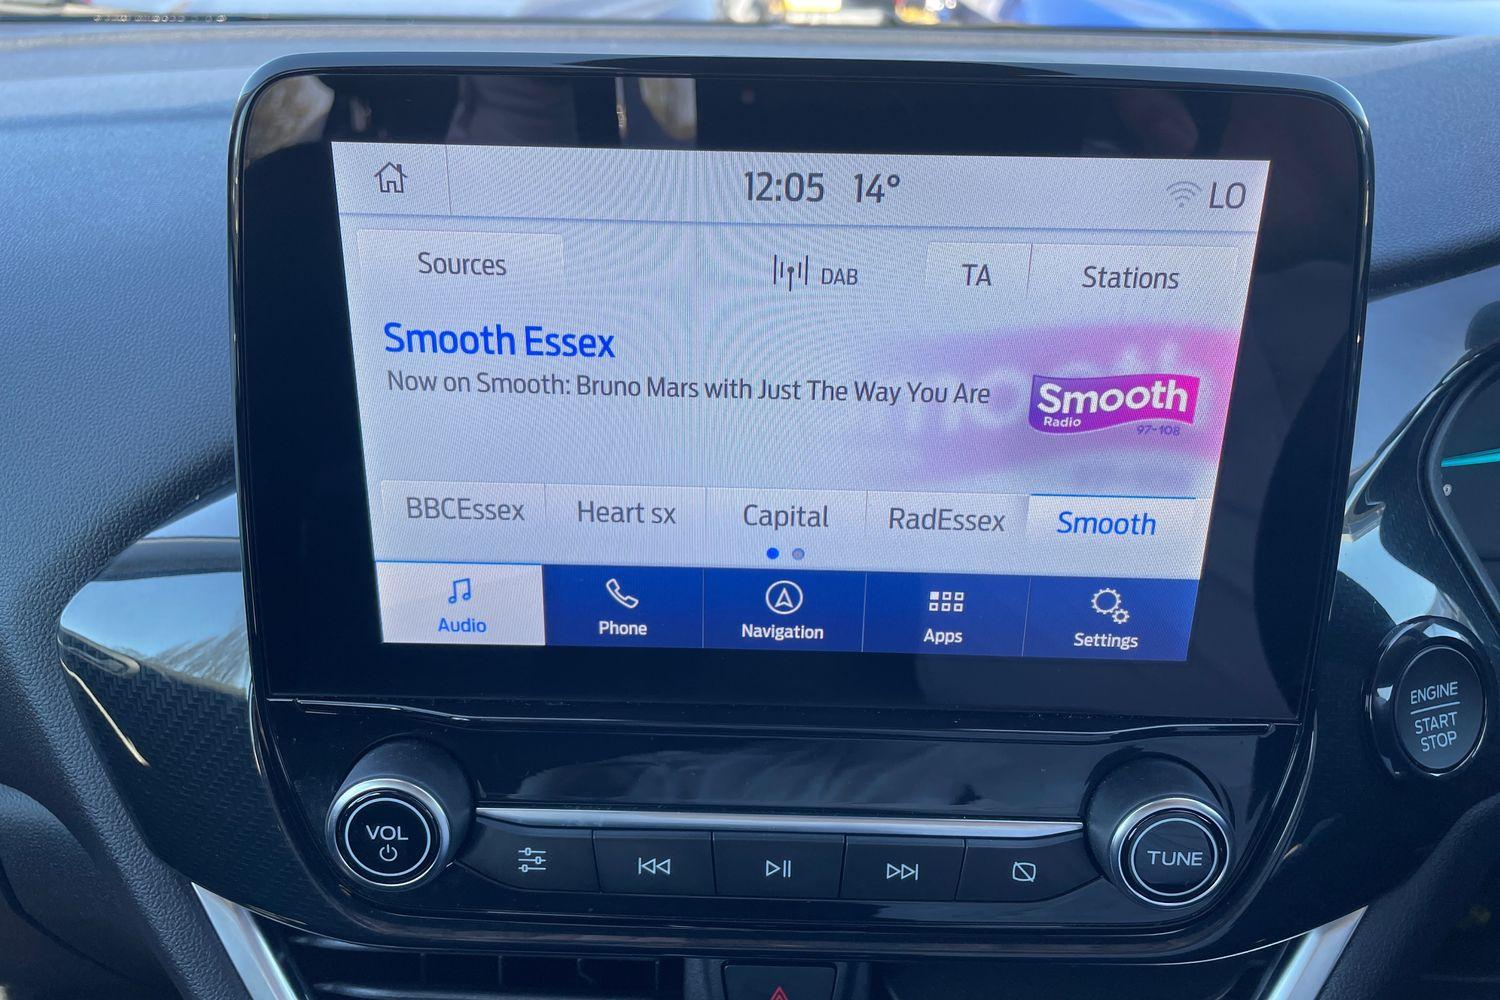 12:05 14° LO
Sources DAB TA Stations
Smooth Essex
Now on Smooth: Bruno Mars with Just The Way You Are
Smooth
Radio
97-108
BBCEssex Heart sx Capital RadEssex Smooth
Audio Phone Navigation Apps Settings
ENGINE
START
STOP
VOL
TUNE